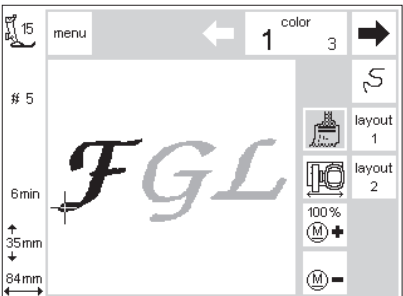 15
menu
color
1 3
# 5
layout
1
layout
2
FGL
6min
100%
M +
35mm
M -
84mm